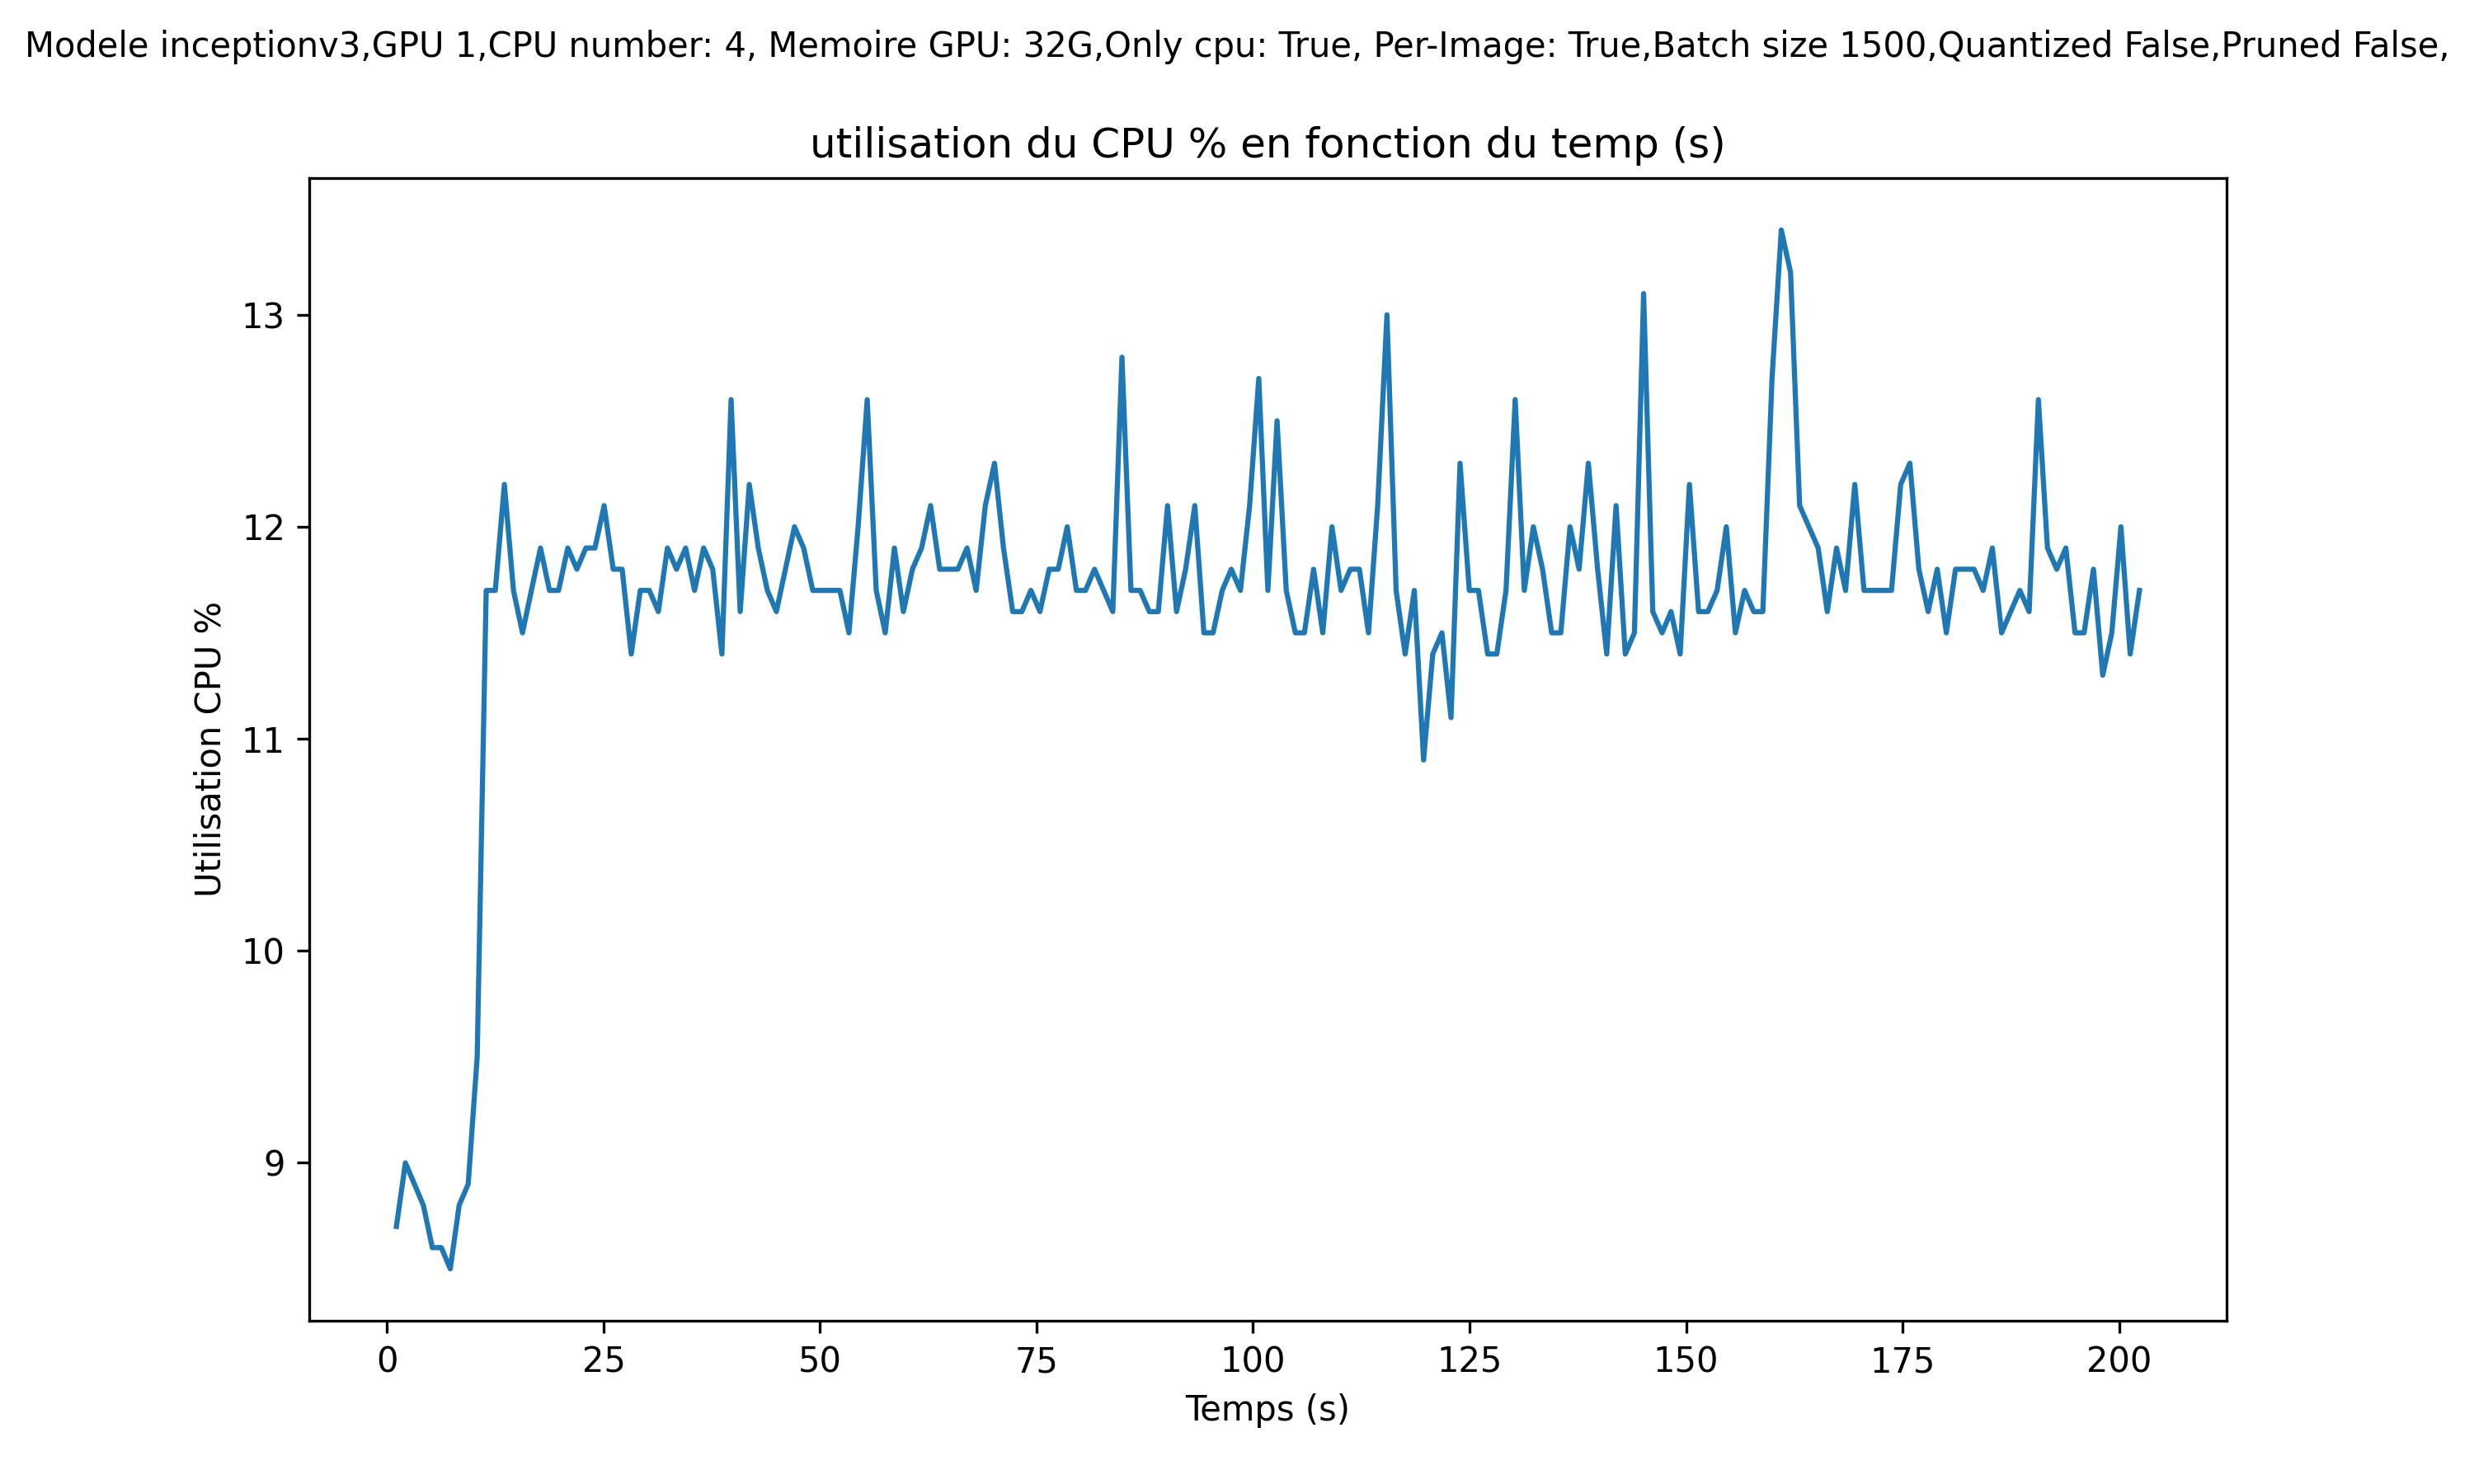 Modele inceptionv3,GPU 1,CPU number: 4, Memoire GPU: 32G,Only cpu: True, Per-Image: True,Batch size 1500,Quantized False,Pruned False,
utilisation du CPU % en fonction du temp (s)
13
12
11
10
9
Utilisation CPU %
0 25 50 75 100 125 150 175 200
Temps (s)